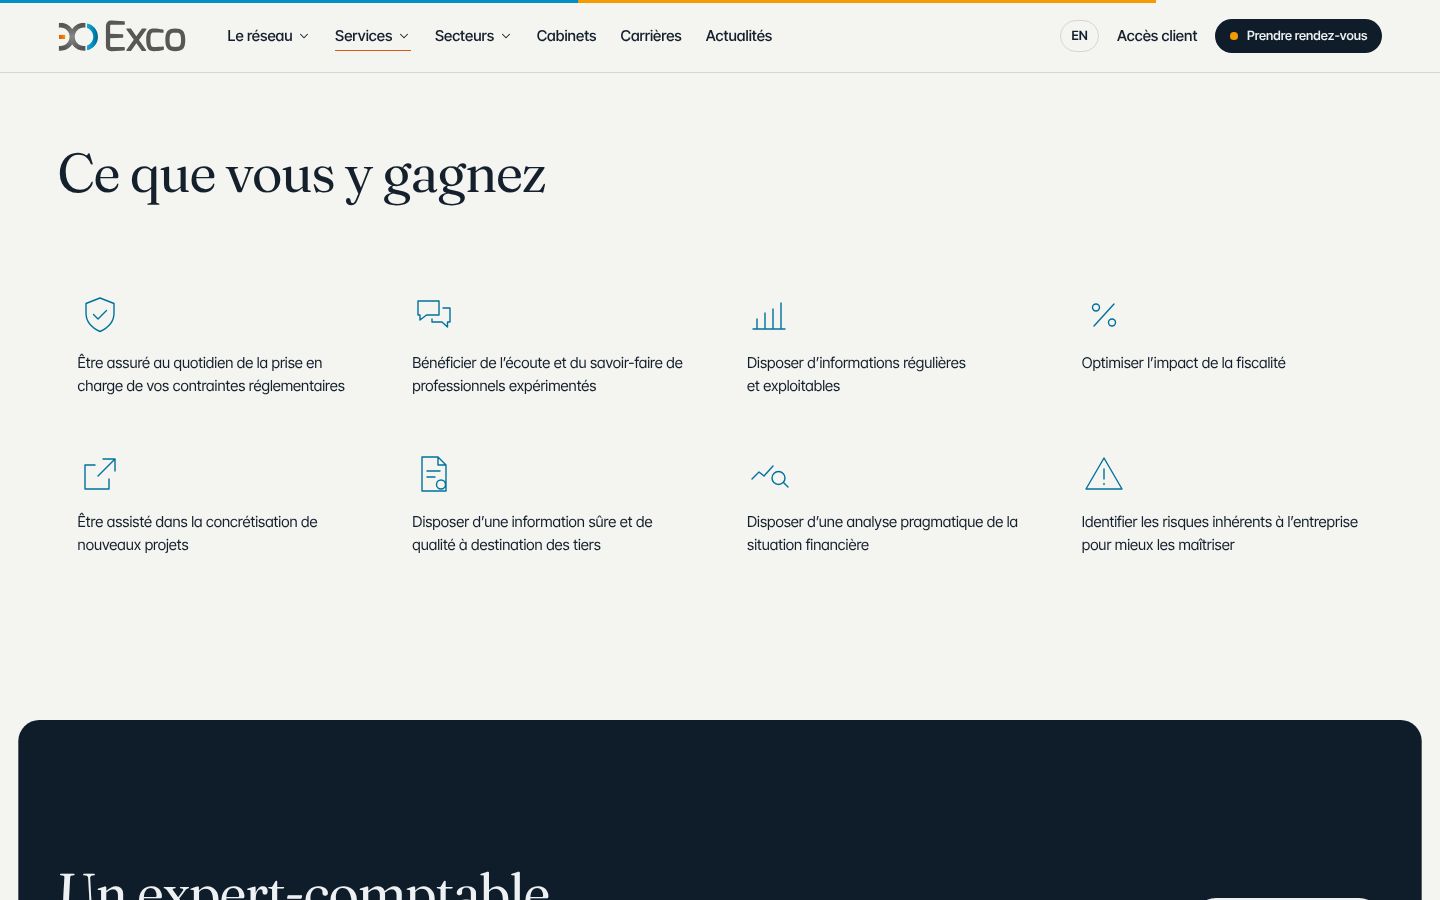 Exco
Le réseau
Services
Secteurs
Cabinets
Carrières
Actualités
EN
Accès client
Prendre rendez-vous
Ce que vous y gagnez
Être assuré au quotidien de la prise en
charge de vos contraintes réglementaires
Bénéficier de l’écoute et du savoir-faire de
professionnels expérimentés
Disposer d’informations régulières
et exploitables
Optimiser l’impact de la fiscalité
Être assisté dans la concrétisation de
nouveaux projets
Disposer d’une information sûre et de
qualité à destination des tiers
Disposer d’une analyse pragmatique de la
situation financière
Identifier les risques inhérents à l’entreprise
pour mieux les maîtriser
Un expert-comptable